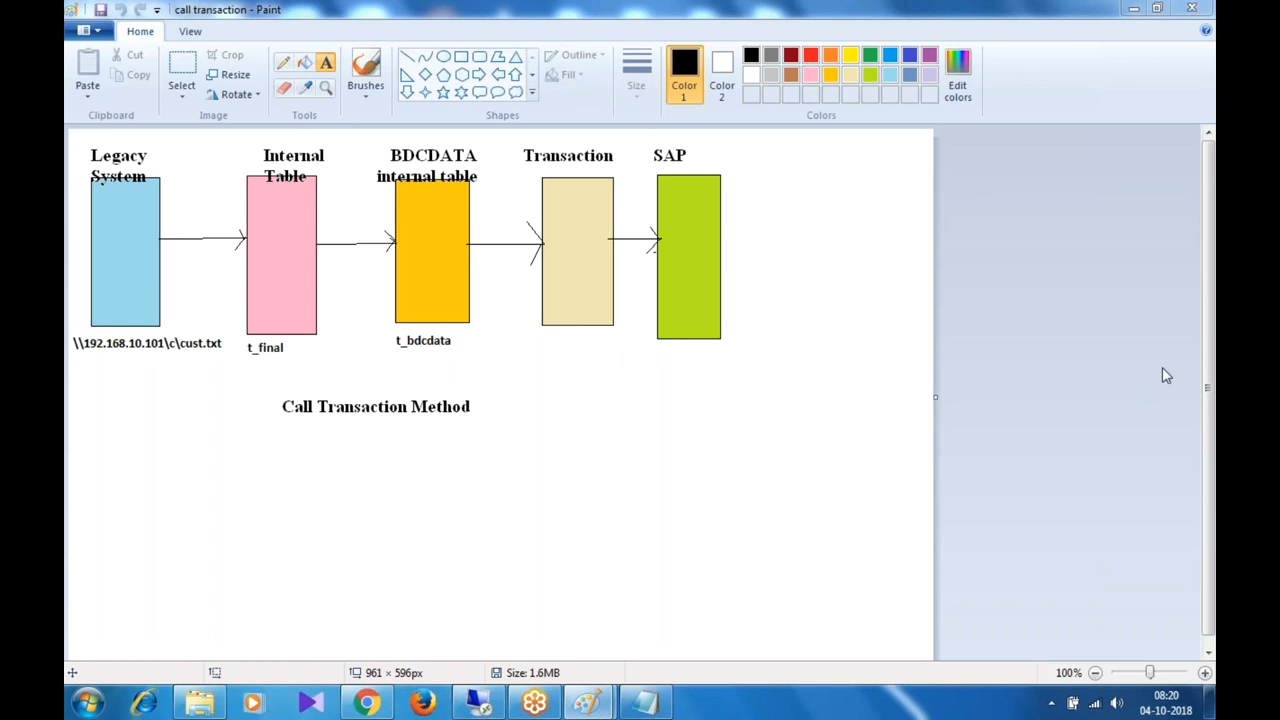 call transaction - Paint
Home
View
Paste
Cut
Copy
Clipboard
Select
Crop
Resize
Rotate
Image
A
Tools
Brushes
Shapes
Outline
Fill
Size
Color
1
Color
2
Edit
colors
Colors
Legacy
System
Internal
Table
BDCDATA
internal table
Transaction
SAP
\\192.168.10.101\c\cust.txt
t_final
t_bdcdata
Call Transaction Method
961 × 596px
Size: 1.6MB
100%
08:20
04-10-2018